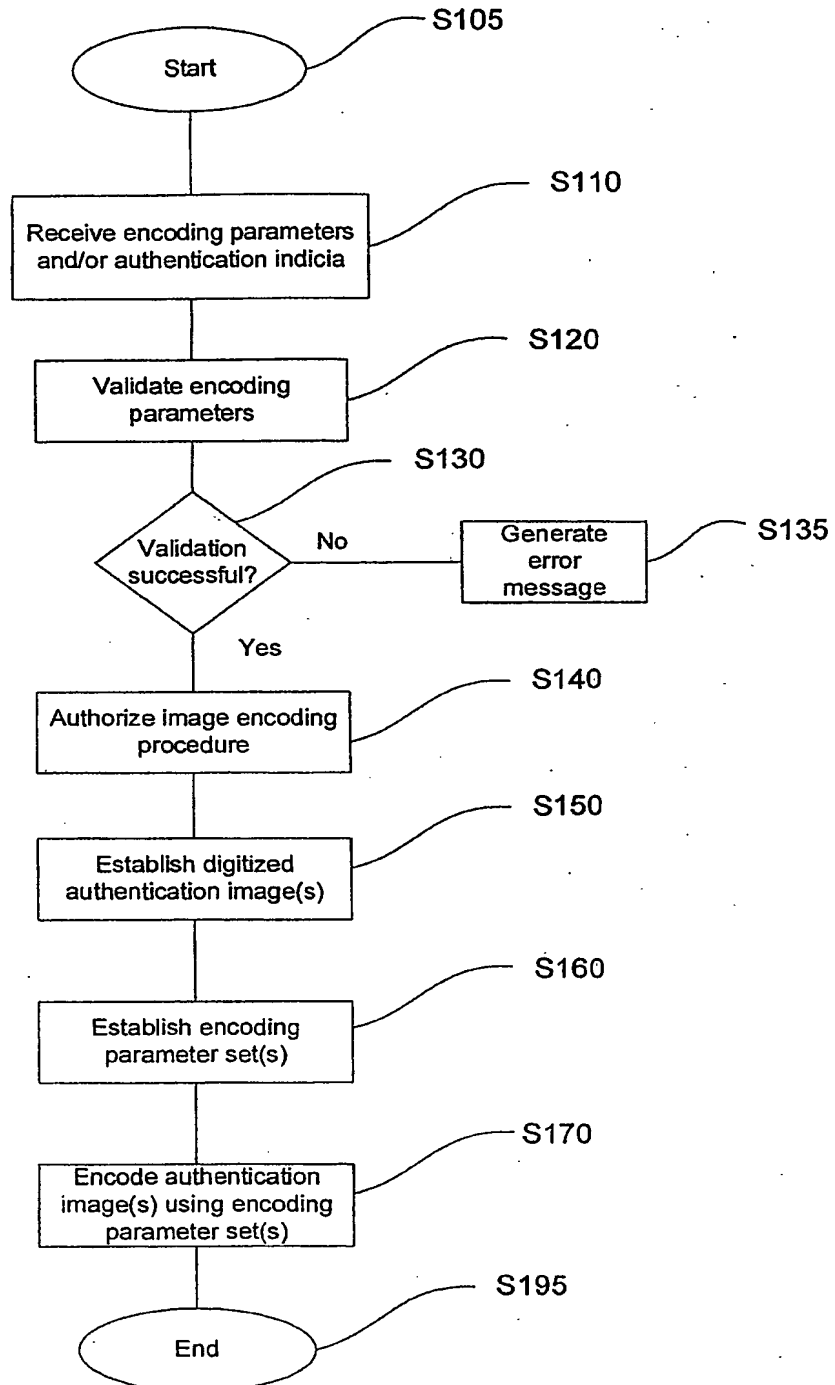 S105
Start
S110
Receive encoding parameters
and/or authentication indicia
S120
Validate encoding
parameters
S130
Validation
successful?
No
Generate
error
message
S135
Yes
S140
Authorize image encoding
procedure
S150
Establish digitized
authentication image(s)
S160
Establish encoding
parameter set(s)
S170
Encode authentication
image(s) using encoding
parameter set(s)
S195
End